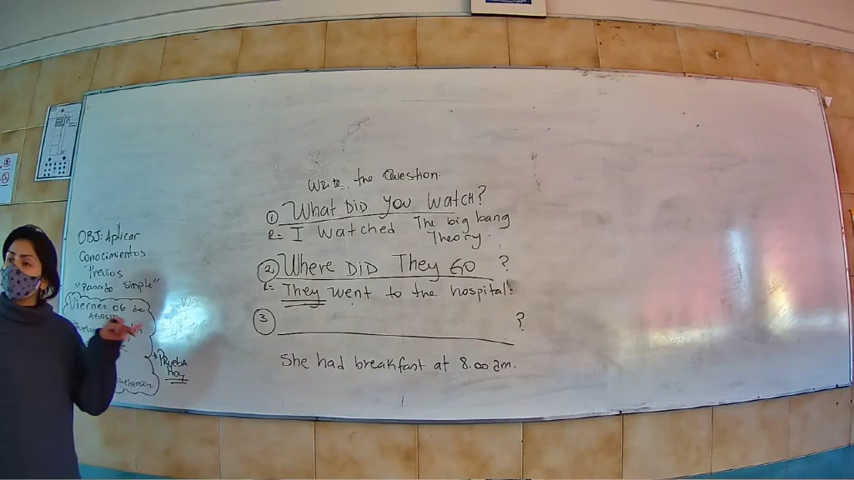 Write the Question
① What DiD you watch?
R= I watched The big bang
Theory.
② Where DiD They Go ?
R= They went to the hospital.
③ ?
She had breakfast at 8.00 am.
OBJ: Aplicar
Conocimientos
Previos
"Pasado simple"
Viernes 06 de
Agosto
Prueba
Hoy